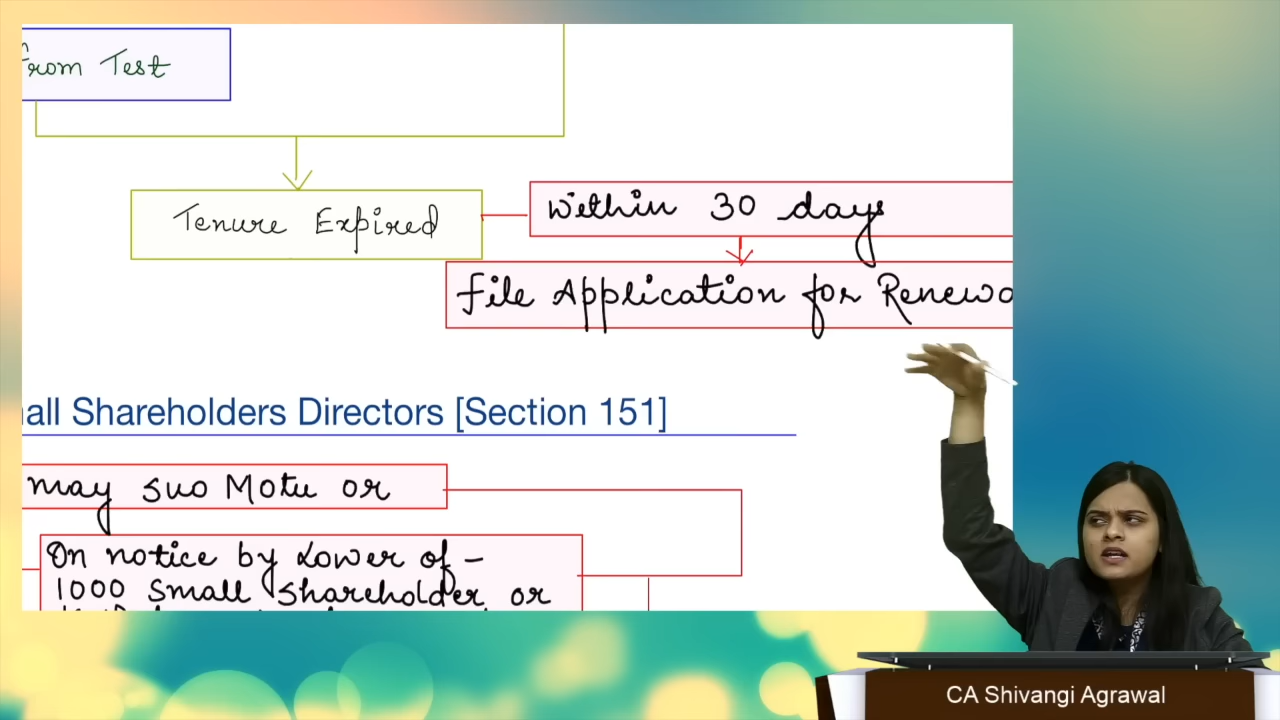 from Test
Tenure Expired
Within 30 days
File Application for Renewa
all Shareholders Directors [Section 151]
may suo Motu or
On notice by Lower of -
1000 Small Shareholder or
CA Shivangi Agrawal